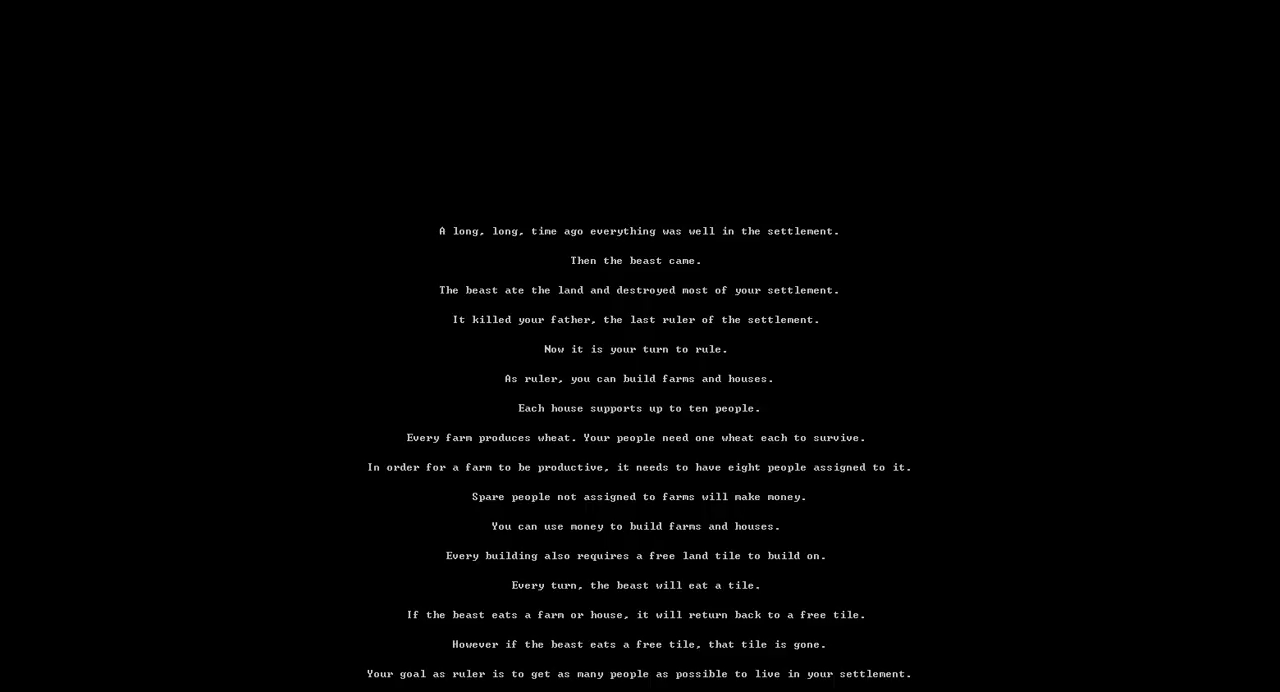 A long, long, time ago everything was well in the settlement.
Then the beast came.
The beast ate the land and destroyed most of your settlement.
It killed your father, the last ruler of the settlement.
Now it is your turn to rule.
As ruler, you can build farms and houses.
Each house supports up to ten people.
Every farm produces wheat. Your people need one wheat each to survive.
In order for a farm to be productive, it needs to have eight people assigned to it.
Spare people not assigned to farms will make money.
You can use money to build farms and houses.
Every building also requires a free land tile to build on.
Every turn, the beast will eat a tile.
If the beast eats a farm or house, it will return back to a free tile.
However if the beast eats a free tile, that tile is gone.
Your goal as ruler is to get as many people as possible to live in your settlement.